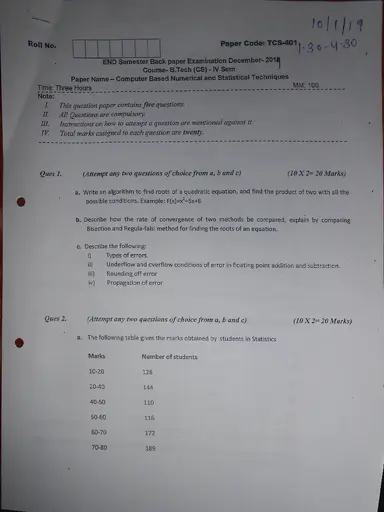 10/1/19
Roll No.
Paper Code: TCS-401
1:30-4:30
END Semester Back paper Examination December- 2018
Course- B.Tech (CS) - IV Sem
Paper Name – Computer Based Numerical and Statistical Techniques
Time: Three Hours MM: 100
Note:
I. This question paper contains five questions.
II. All Questions are compulsory.
III. Instructions on how to attempt a question are mentioned against it.
IV. Total marks assigned to each question are twenty.
Ques 1. (Attempt any two questions of choice from a, b and c) (10 X 2= 20 Marks)
a. Write an algorithm to find roots of a quadratic equation, and find the product of two with all the
possible conditions. Example: F(x)=x²+5x+6
b. Describe how the rate of convergence of two methods be compared, explain by comparing
Bisection and Regula-falsi method for finding the roots of an equation.
c. Describe the following:
i) Types of errors
ii) Underflow and overflow conditions of error in floating point addition and subtraction.
iii) Rounding off error
iv) Propagation of error
Ques 2. (Attempt any two questions of choice from a, b and c) (10 X 2= 20 Marks)
a. The following table gives the marks obtained by students in Statistics
Marks Number of students
10-20 126
20-40 144
40-50 110
50-60 116
60-70 172
70-80 189